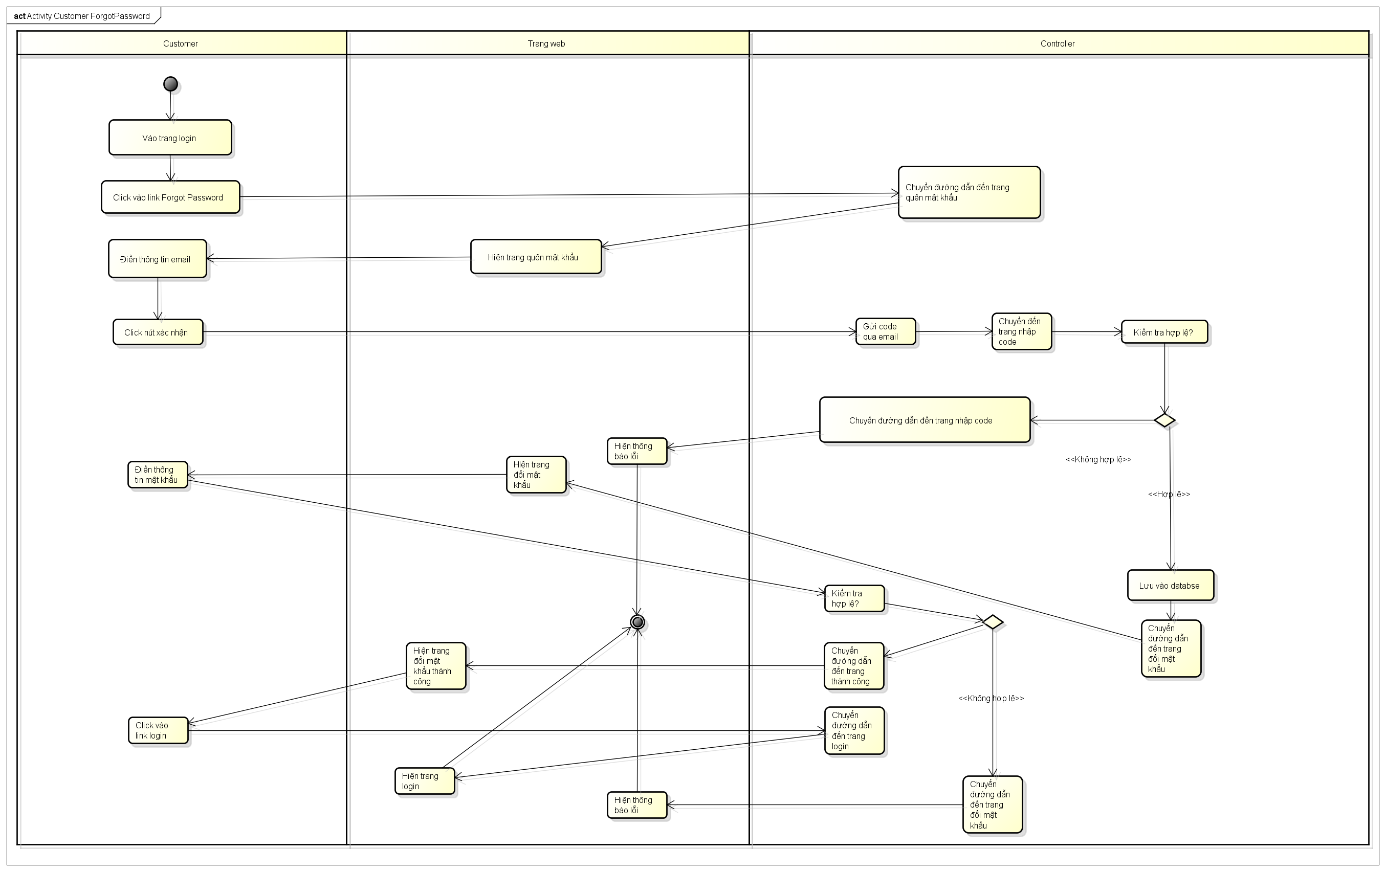 act Activity Customer ForgotPassword
Customer
Trang web
Controller
Vào trang login
Click vào link Forgot Password
Chuyển đường dẫn đến trang
quên mật khẩu
Hiện trang quên mật khẩu
Điền thông tin email
Click nút xác nhận
Gửi code
qua email
Chuyển đến
trang nhập
code
Kiểm tra hợp lệ?
Chuyển đường dẫn đến trang nhập code
Hiện thông
báo lỗi
<<Không hợp lệ>>
Hiện trang
đổi mật
khẩu
Điền thông
tin mật khẩu
<<Hợp lệ>>
Lưu vào databse
Kiểm tra
hợp lệ?
Chuyển
đường dẫn
đến trang
đổi mật
khẩu
Hiện trang
đổi mật
khẩu thành
công
Chuyển
đường dẫn
đến trang
thành công
<<Không hợp lệ>>
Click vào
link login
Chuyển
đường dẫn
đến trang
login
Hiện trang
login
Hiện thông
báo lỗi
Chuyển
đường dẫn
đến trang
đổi mật
khẩu